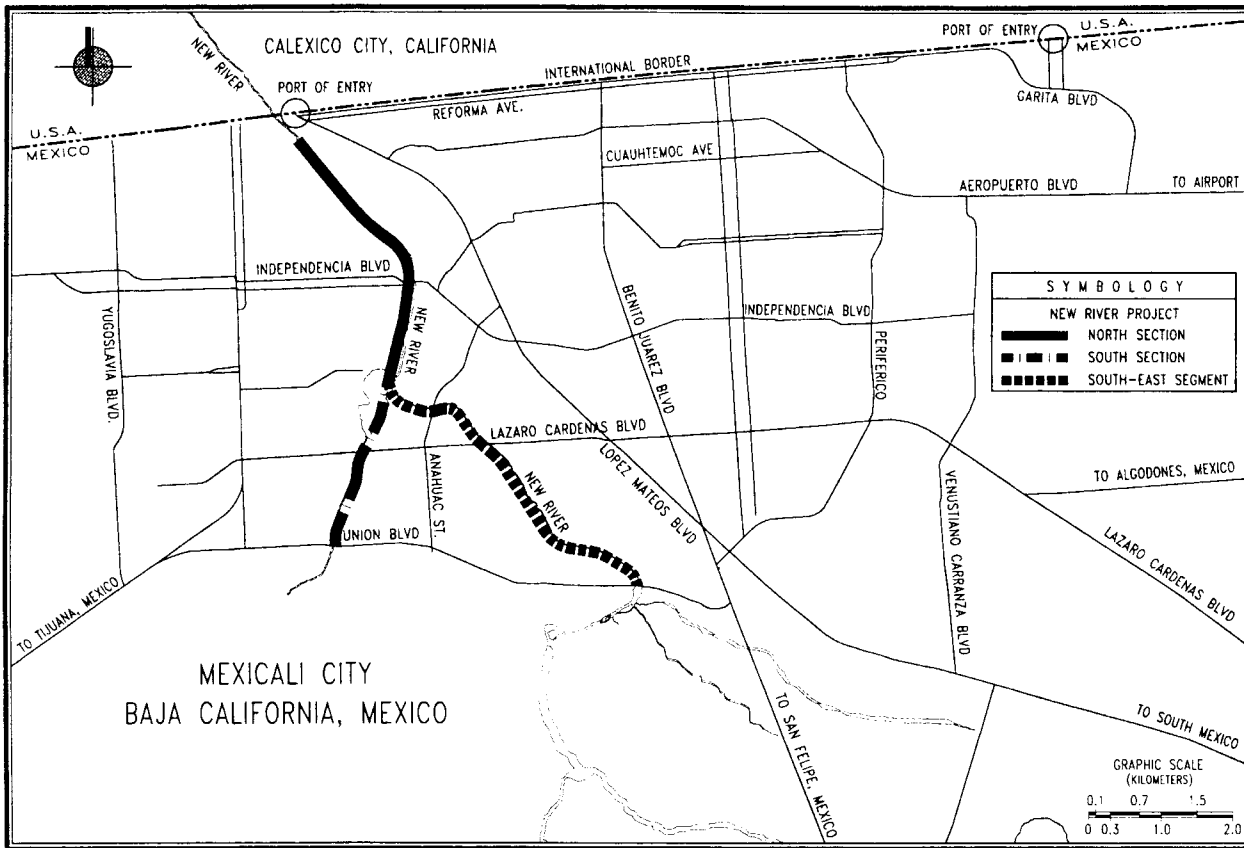 CALEXICO CITY, CALIFORNIA
NEW RIVER
PORT OF ENTRY
INTERNATIONAL BORDER
REFORMA AVE.
PORT OF ENTRY
U.S.A.
MEXICO
GARITA BLVD
U.S.A.
MEXICO
CUAUHTEMOC AVE
AEROPUERTO BLVD
TO AIRPORT
INDEPENDENCIA BLVD
YUGOSLAVIA BLVD.
NEW RIVER
BENITO JUAREZ BLVD
INDEPENDENCIA BLVD
PERIFERICO
SYMBOLOGY
NEW RIVER PROJECT
NORTH SECTION
SOUTH SECTION
SOUTH-EAST SEGMENT
LAZARO CARDENAS BLVD
LOPEZ MATEOS BLVD
ANAHUAC ST.
NEW RIVER
UNION BLVD
VENUSTIANO CARRANZA BLVD
TO ALGODONES, MEXICO
LAZARO CARDENAS BLVD
TO TIJUANA, MEXICO
MEXICALI CITY
BAJA CALIFORNIA, MEXICO
TO SAN FELIPE, MEXICO
TO SOUTH MEXICO
GRAPHIC SCALE
(KILOMETERS)
0.1 0.7 1.5
0 0.3 1.0 2.0